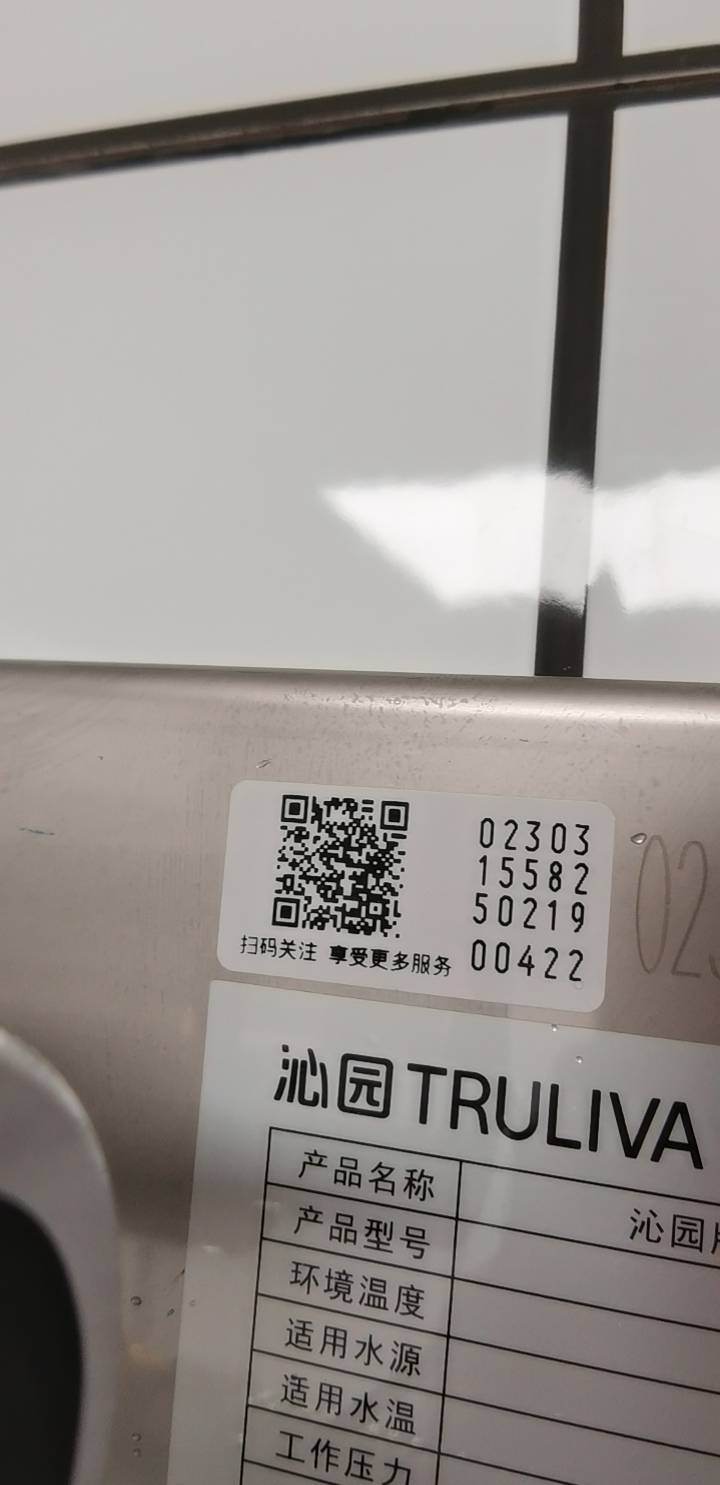 02303
15582
50219
00422
扫码关注 享受更多服务
02
沁园TRULIVA
产品名称
沁园
产品型号
环境温度
适用水源
适用水温
工作压力